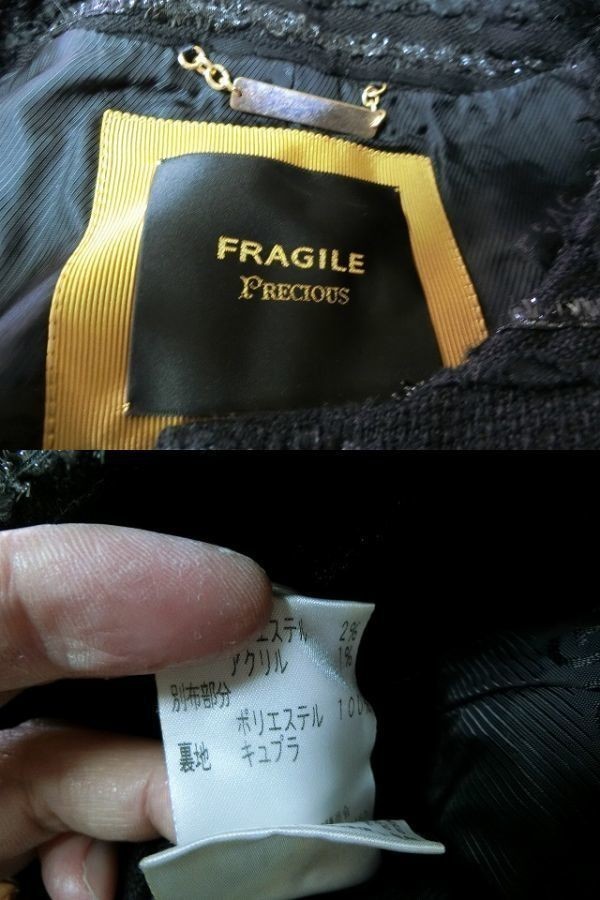 FRAGILE
PRECIOUS
エステル 2%
アクリル 1%
別布部分
ポリエステル 100
裏地 キュプラ